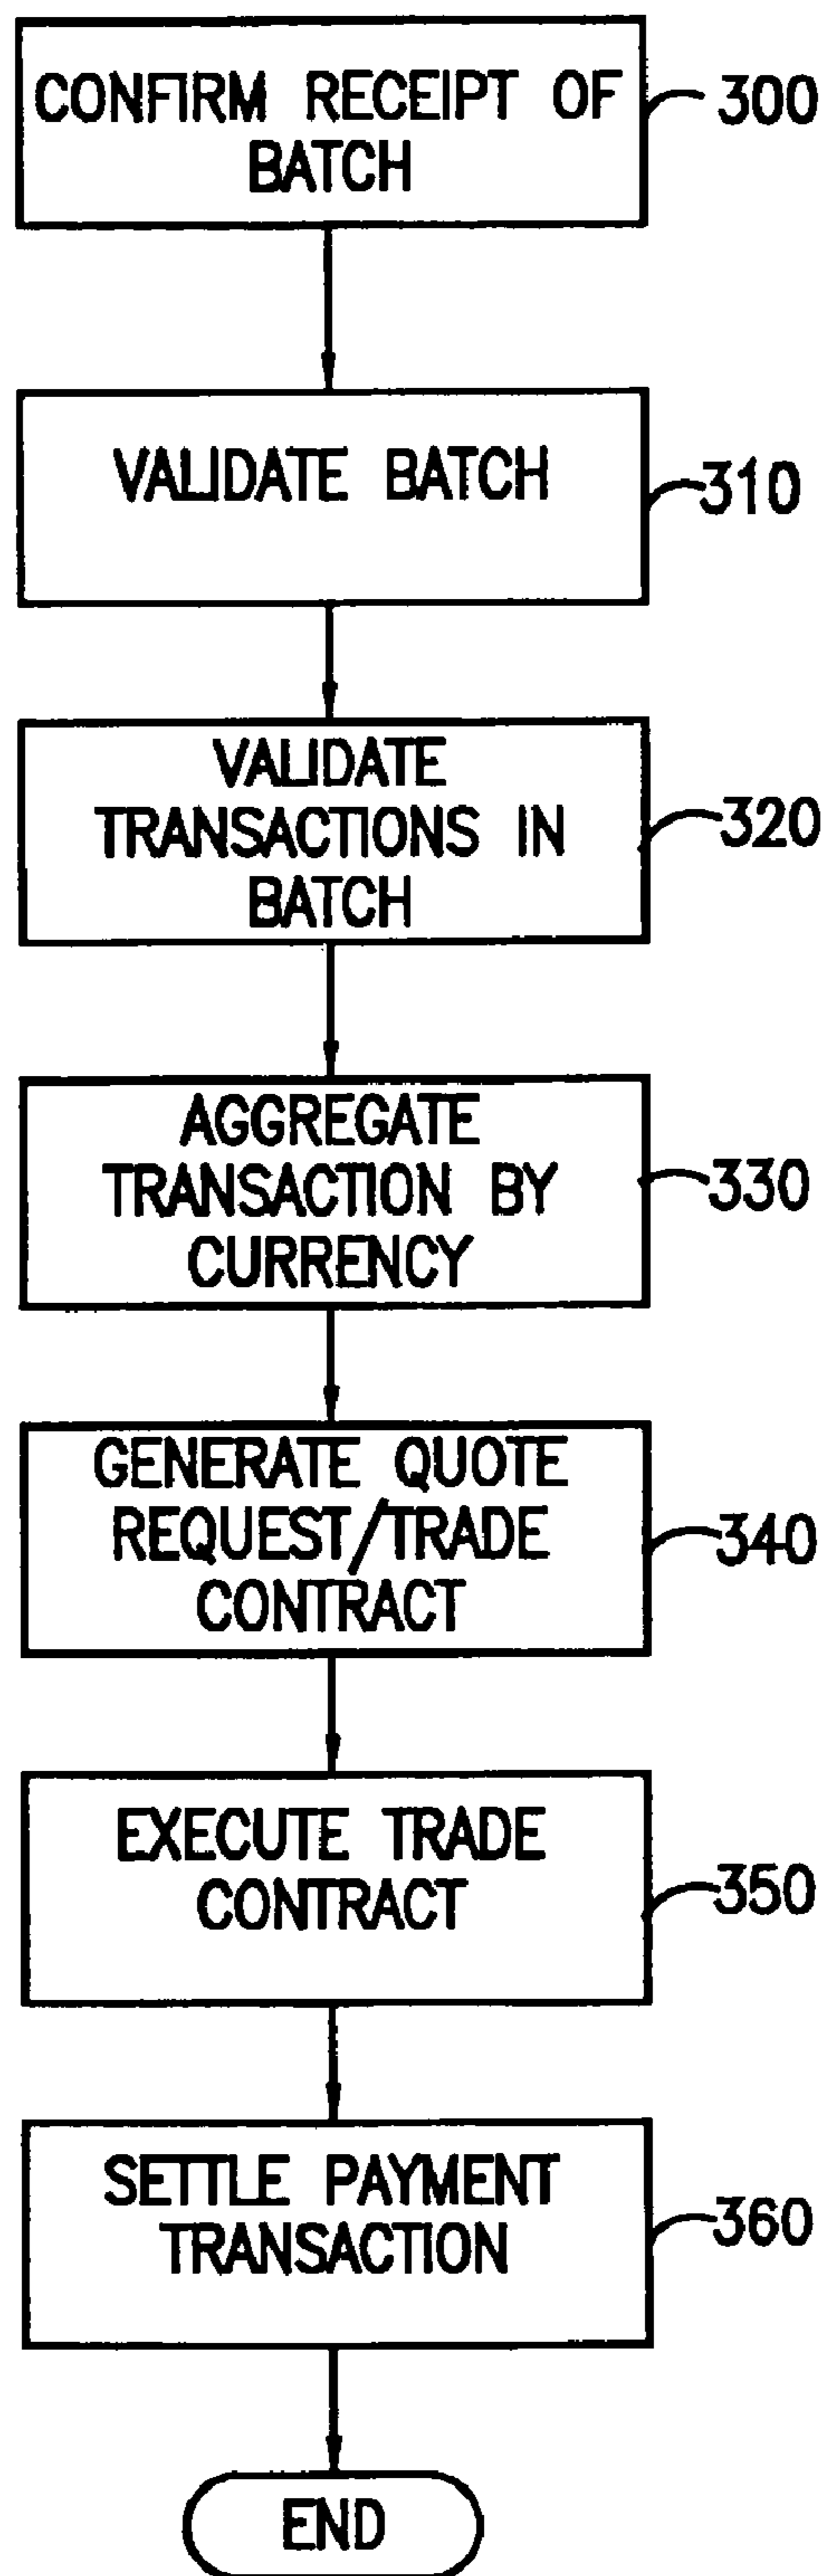 CONFIRM RECEIPT OF
BATCH
300
VALIDATE BATCH
310
VALIDATE
TRANSACTIONS IN
BATCH
320
AGGREGATE
TRANSACTION BY
CURRENCY
330
GENERATE QUOTE
REQUEST/TRADE
CONTRACT
340
EXECUTE TRADE
CONTRACT
350
SETTLE PAYMENT
TRANSACTION
360
END